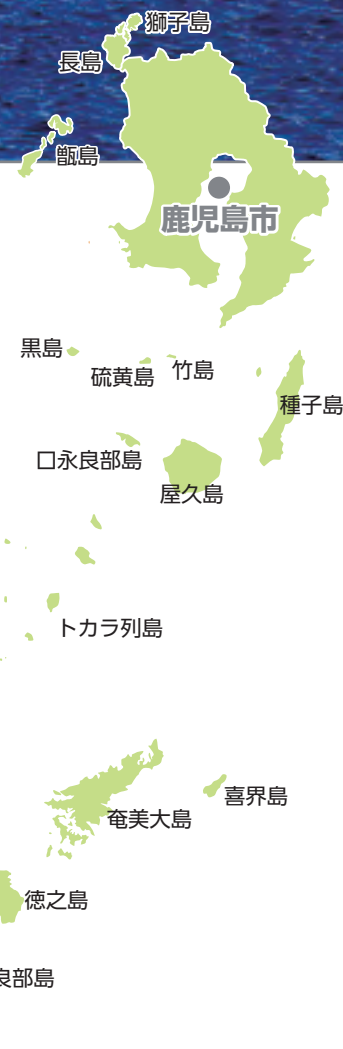 獅子島
長島
甑島
鹿児島市
黒島
硫黄島
竹島
種子島
口永良部島
屋久島
トカラ列島
喜界島
奄美大島
徳之島
良部島